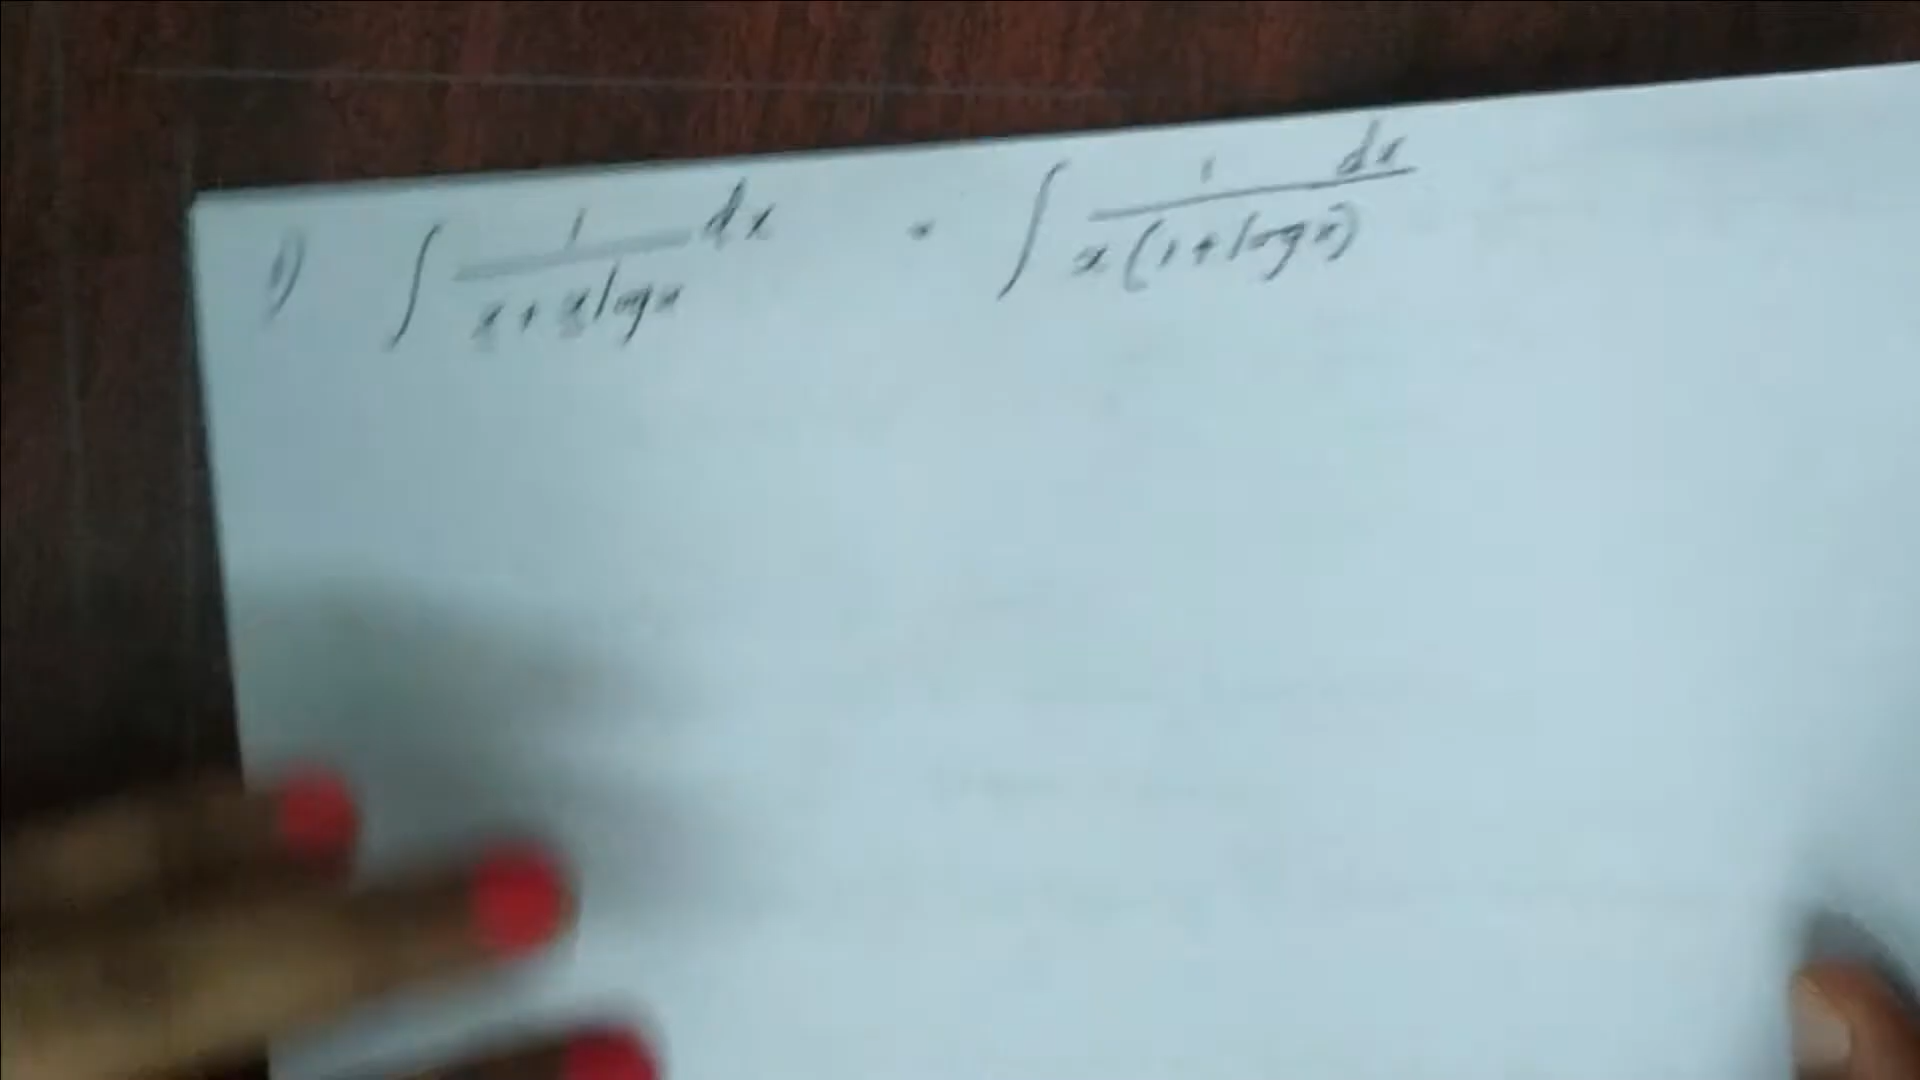 1) ∫ 1/(x + x log x) dx = ∫ 1 dx/(x(1 + log x))